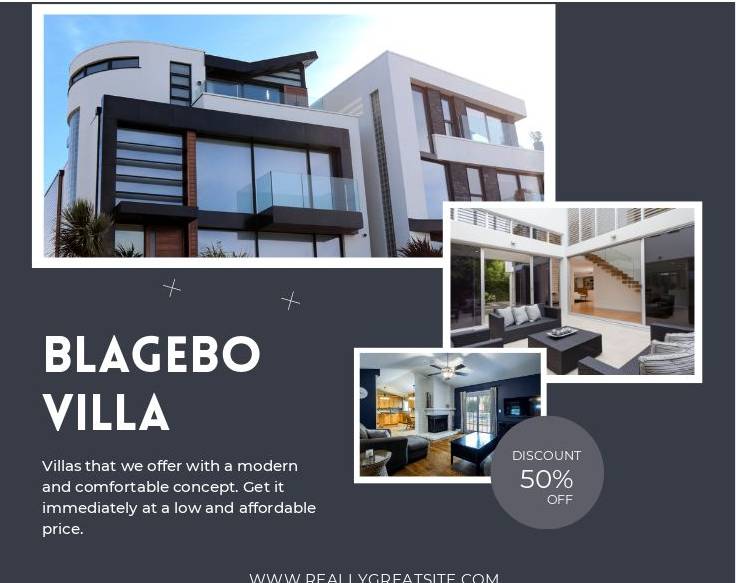 BLAGEBO
VILLA
Villas that we offer with a modern
and comfortable concept. Get it
immediately at a low and affordable
price.
DISCOUNT
50%
OFF
WWW.REALLYGREATSITE.COM